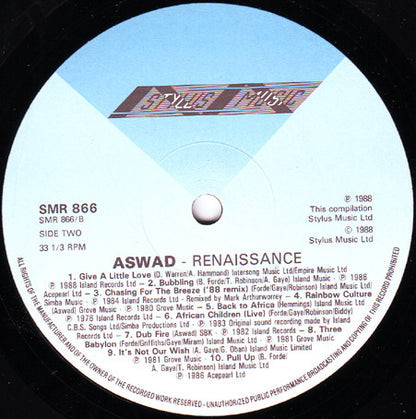 STYLUS MUSIC
SMR 866
SMR 866/B
SIDE TWO
33 1/3 RPM
℗ 1988
This compilation
Stylus Music Ltd
© 1988
Stylus Music Ltd
ASWAD - RENAISSANCE
1. Give A Little Love (D. Warren/A. Hammond) Intersong Music Ltd/Empire Music Ltd
℗ 1988 Island Records Ltd – 2. Bubbling (B. Forde/T. Robinson/A. Gaye) Island Music – ℗ 1988
Island Records Ltd – 3. Chasing For The Breeze ('88 remix) (Forde/Gaye/Robinson) Island Music Ltd/
Simba Music – ℗ 1984 Island Records Ltd – Remixed by Mark Arthurworrey – 4. Rainbow Culture
(Aswad) Grove Music – ℗ 1980 Grove Music – 5. Back to Africa (Hemmings) Island Music Ltd
℗ 1976 Island Records Ltd – 6. African Children (Live) (Forde/Gaye/Robinson/Biddy)
C.B.S. Songs Ltd/Simba Productions Ltd – ℗ 1983 Original sound recording made by Island
Records Ltd – 7. Dub Fire (Aswad) SBK – ℗ 1982 Simba Music Ltd – 8. Three
Babylon (Forde/Griffiths/Gaye/Miram) Island Music Ltd – ℗ 1981 Grove Music
9. It's Not Our Wish (A. Gaye/G. Oban) Island Music Limited
℗ 1981 Grove Music – 10. Pull Up (B. Forde/A.
Gaye/T. Robinson) Island Music Ltd
℗ 1986 Acepearl Ltd
ALL RIGHTS OF THE MANUFACTURER AND OF THE OWNER OF THE RECORDED WORK RESERVED · UNAUTHORIZED PUBLIC PERFORMANCE BROADCASTING AND COPYING OF THIS RECORD PROHIBITED